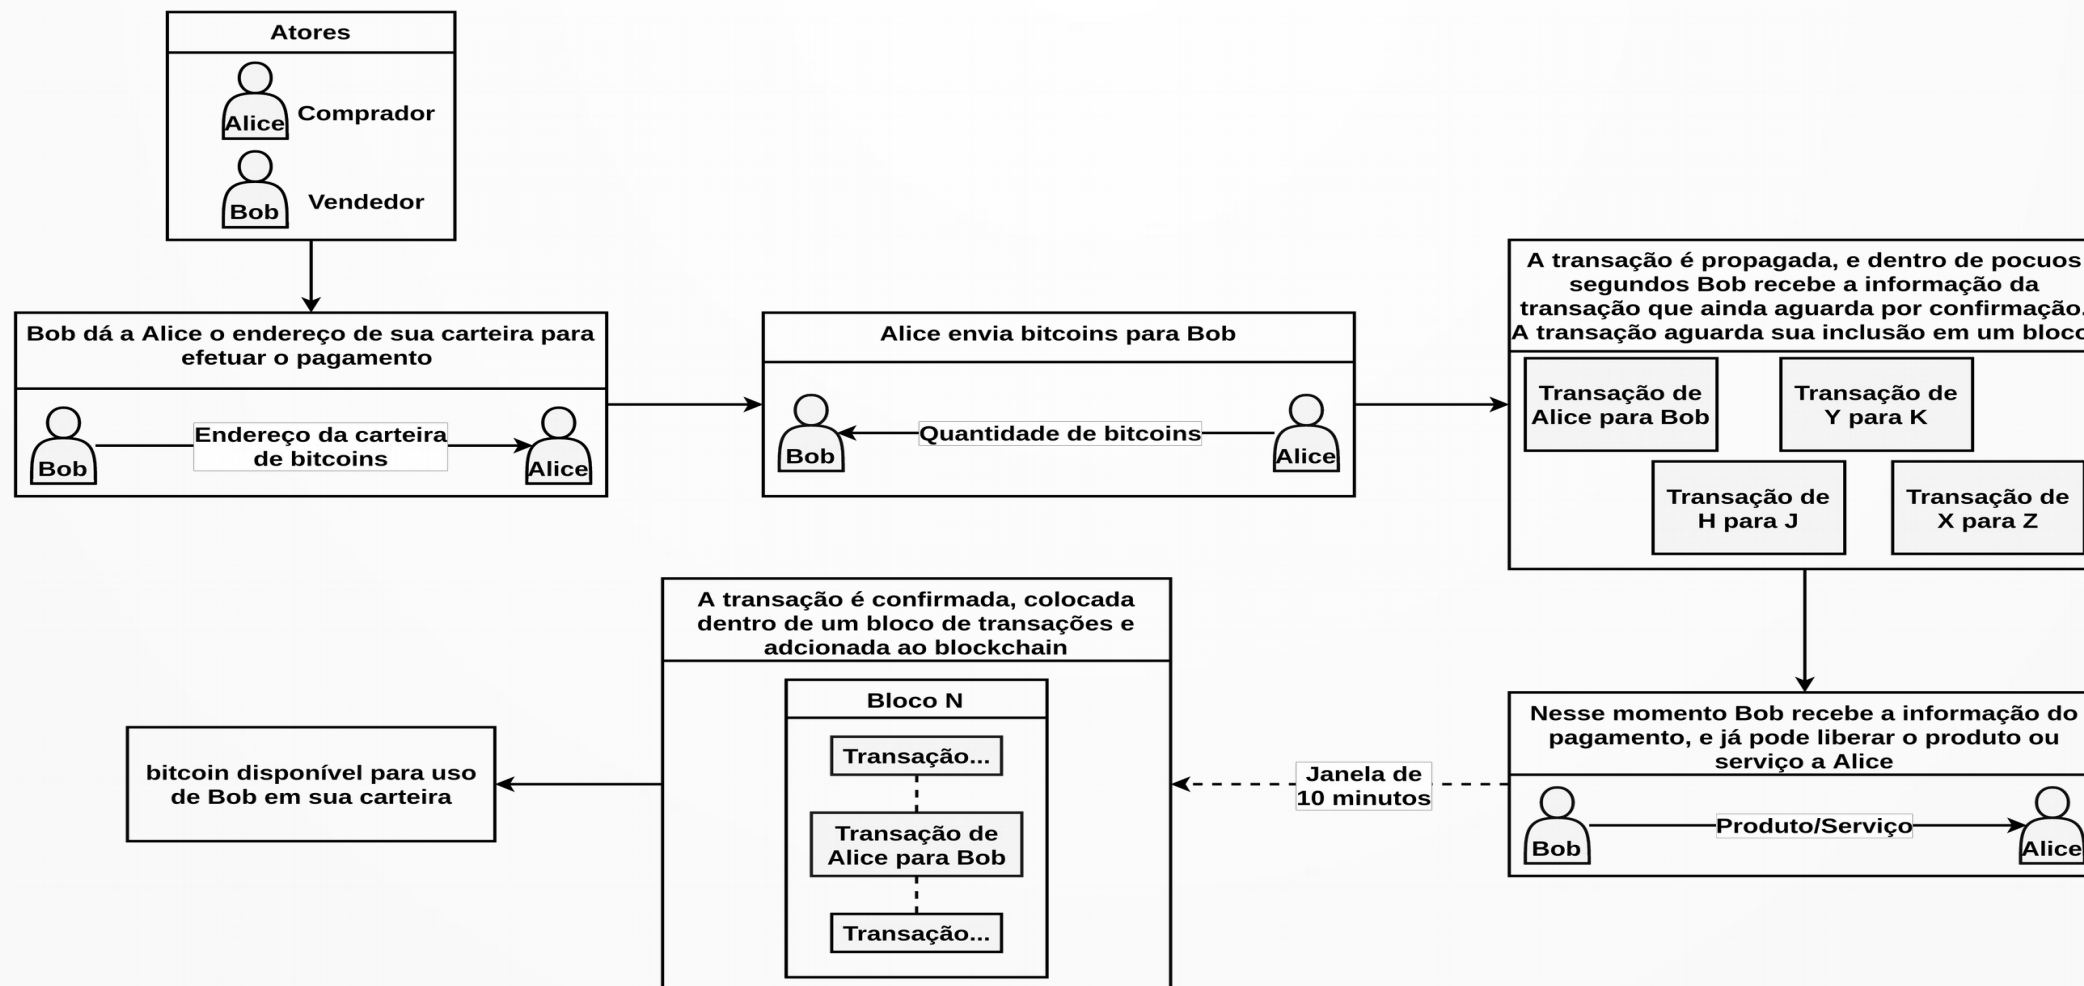 Atores
Alice
Comprador
Bob
Vendedor
Bob dá a Alice o endereço de sua carteira para
efetuar o pagamento
Bob
Endereço da carteira
de bitcoins
Alice
Alice envia bitcoins para Bob
Bob
Quantidade de bitcoins
Alice
A transação é propagada, e dentro de pocuos
segundos Bob recebe a informação da
transação que ainda aguarda por confirmação.
A transação aguarda sua inclusão em um bloco
Transação de
Alice para Bob
Transação de
Y para K
Transação de
H para J
Transação de
X para Z
Nesse momento Bob recebe a informação do
pagamento, e já pode liberar o produto ou
serviço a Alice
Bob
Produto/Serviço
Alice
Janela de
10 minutos
A transação é confirmada, colocada
dentro de um bloco de transações e
adcionada ao blockchain
Bloco N
Transação...
Transação de
Alice para Bob
Transação...
bitcoin disponível para uso
de Bob em sua carteira